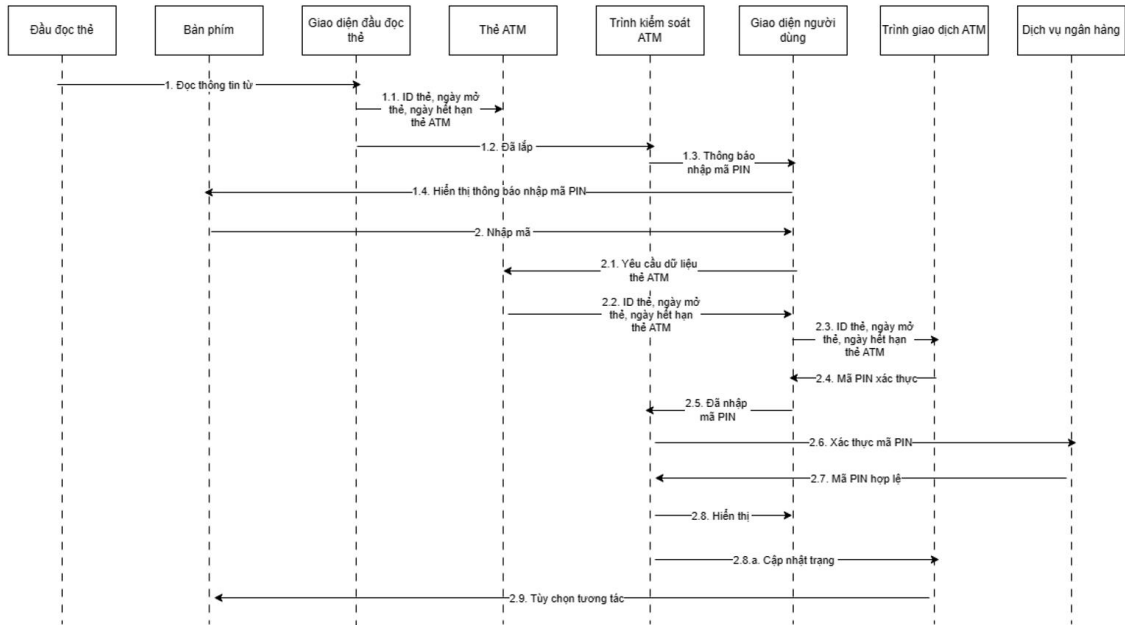 Đầu đọc thẻ
Bàn phím
Giao diện đầu đọc
thẻ
Thẻ ATM
Trình kiểm soát
ATM
Giao diện người
dùng
Trình giao dịch ATM
Dịch vụ ngân hàng
1. Đọc thông tin từ
1.1. ID thẻ, ngày mở
thẻ, ngày hết hạn
thẻ ATM
1.2. Đã lắp
1.3. Thông báo
nhập mã PIN
1.4. Hiển thị thông báo nhập mã PIN
2. Nhập mã
2.1. Yêu cầu dữ liệu
thẻ ATM
2.2. ID thẻ, ngày mở
thẻ, ngày hết hạn
thẻ ATM
2.3. ID thẻ, ngày mở
thẻ, ngày hết hạn
thẻ ATM
2.4. Mã PIN xác thực
2.5. Đã nhập
mã PIN
2.6. Xác thực mã PIN
2.7. Mã PIN hợp lệ
2.8. Hiển thị
2.8.a. Cập nhật trạng
2.9. Tùy chọn tương tác